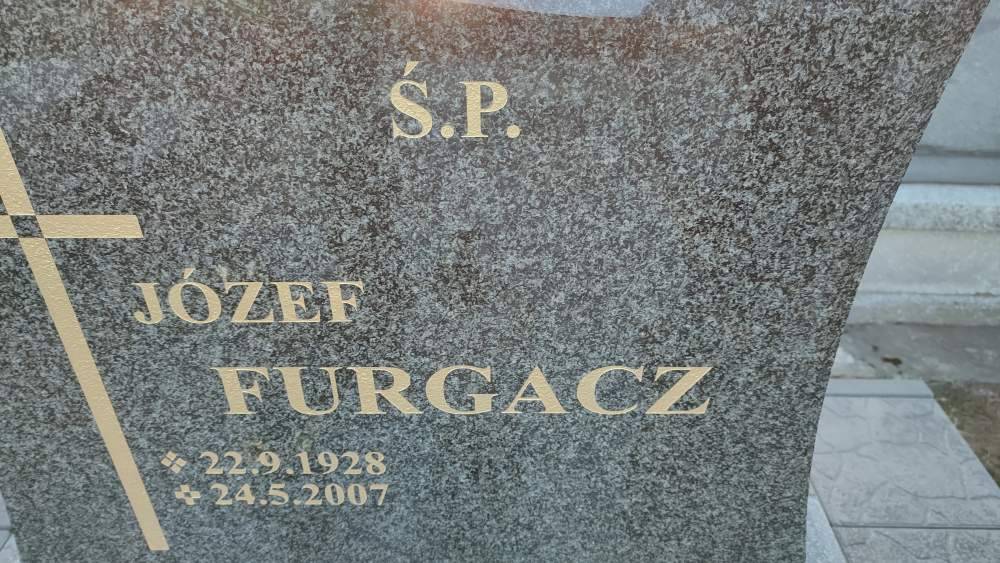 Ś.P.
JÓZEF
FURGACZ
22.9.1928
24.5.2007